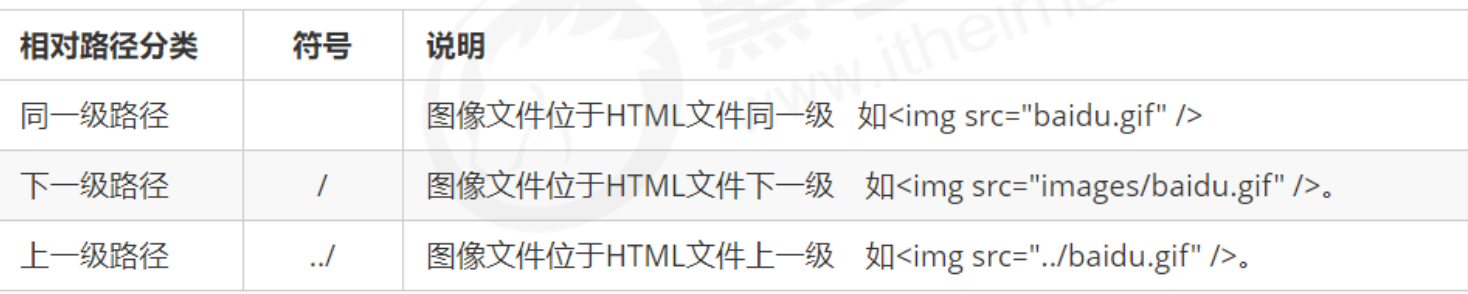 相对路径分类 符号 说明
同一级路径 图像文件位于HTML文件同一级 如<img src="baidu.gif" />
下一级路径 / 图像文件位于HTML文件下一级 如<img src="images/baidu.gif" />。
上一级路径 ../ 图像文件位于HTML文件上一级 如<img src="../baidu.gif" />。